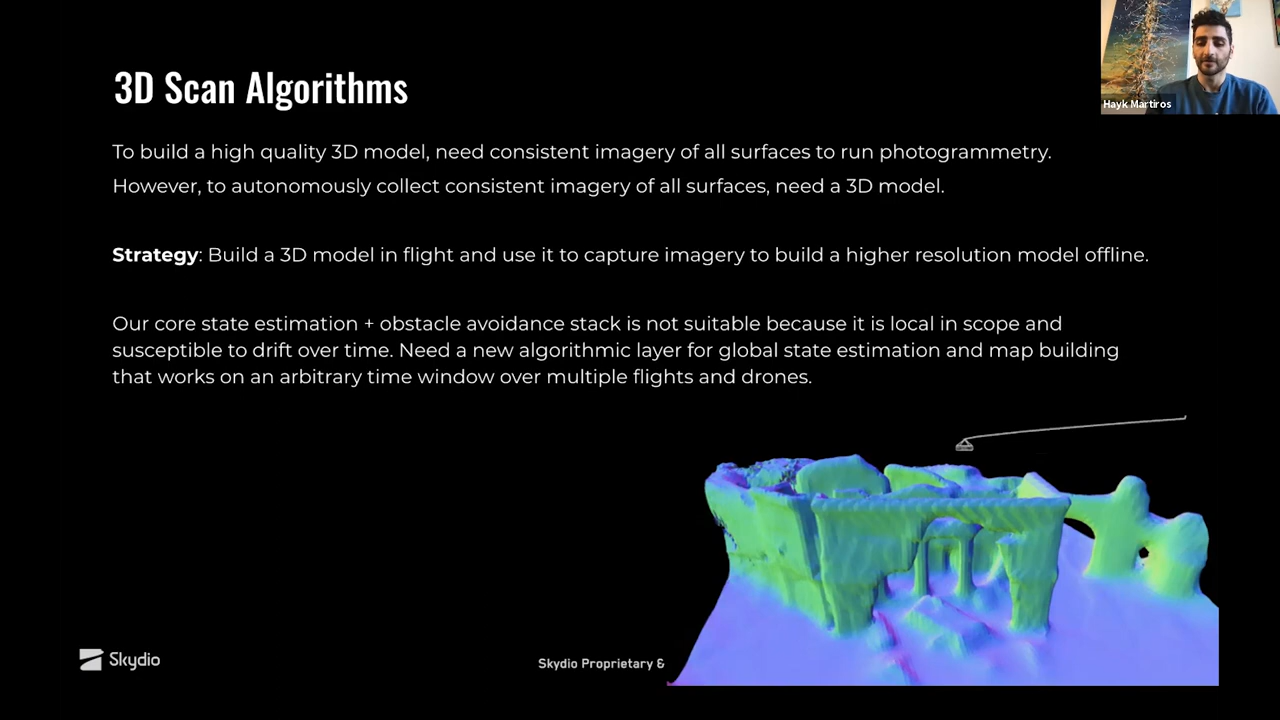 Hayk Martiros
3D Scan Algorithms
To build a high quality 3D model, need consistent imagery of all surfaces to run photogrammetry.
However, to autonomously collect consistent imagery of all surfaces, need a 3D model.
Strategy: Build a 3D model in flight and use it to capture imagery to build a higher resolution model offline.
Our core state estimation + obstacle avoidance stack is not suitable because it is local in scope and
susceptible to drift over time. Need a new algorithmic layer for global state estimation and map building
that works on an arbitrary time window over multiple flights and drones.
Skydio
Skydio Proprietary &